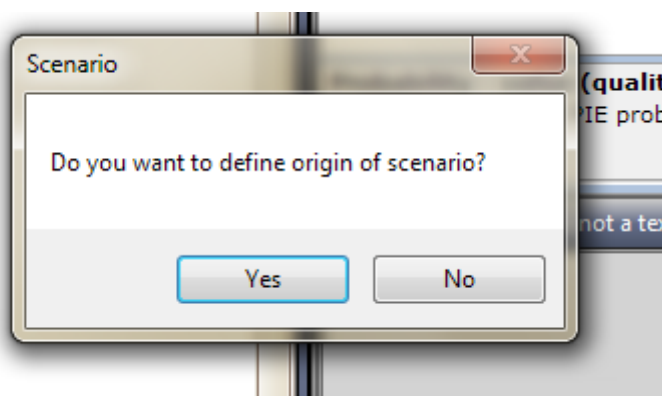 Scenario
(qualit
PIE prob
Do you want to define origin of scenario?
not a tex
Yes
No